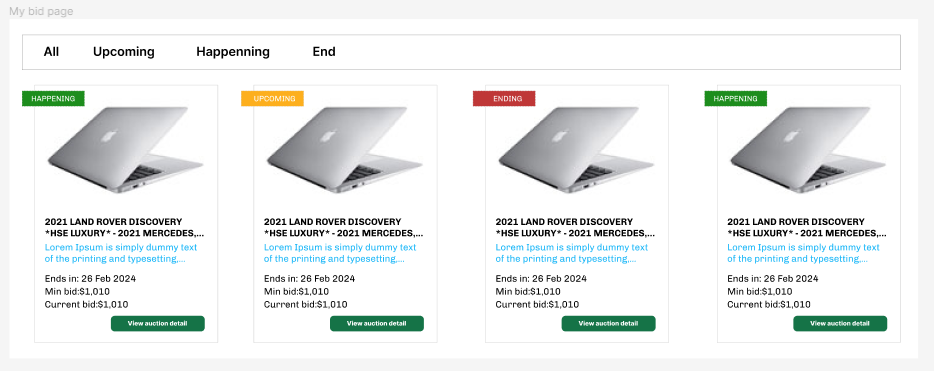 My bid page
All Upcoming Happenning End
HAPPENING
2021 LAND ROVER DISCOVERY
*HSE LUXURY* - 2021 MERCEDES,...
Lorem Ipsum is simply dummy text
of the printing and typesetting,...
Ends in: 26 Feb 2024
Min bid:$1,010
Current bid:$1,010
View auction detail
UPCOMING
2021 LAND ROVER DISCOVERY
*HSE LUXURY* - 2021 MERCEDES,...
Lorem Ipsum is simply dummy text
of the printing and typesetting,...
Ends in: 26 Feb 2024
Min bid:$1,010
Current bid:$1,010
View auction detail
ENDING
2021 LAND ROVER DISCOVERY
*HSE LUXURY* - 2021 MERCEDES,...
Lorem Ipsum is simply dummy text
of the printing and typesetting,...
Ends in: 26 Feb 2024
Min bid:$1,010
Current bid:$1,010
View auction detail
HAPPENING
2021 LAND ROVER DISCOVERY
*HSE LUXURY* - 2021 MERCEDES,...
Lorem Ipsum is simply dummy text
of the printing and typesetting,...
Ends in: 26 Feb 2024
Min bid:$1,010
Current bid:$1,010
View auction detail